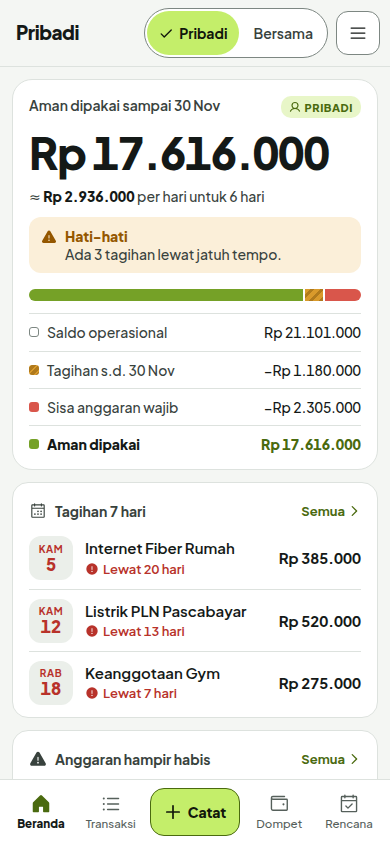 Pribadi
Pribadi
Bersama
Aman dipakai sampai 30 Nov
PRIBADI
Rp 17.616.000
≈ Rp 2.936.000 per hari untuk 6 hari
Hati-hati
Ada 3 tagihan lewat jatuh tempo.
Saldo operasional Rp 21.101.000
Tagihan s.d. 30 Nov −Rp 1.180.000
Sisa anggaran wajib −Rp 2.305.000
Aman dipakai Rp 17.616.000
Tagihan 7 hari
Semua
KAM
5
Internet Fiber Rumah
Lewat 20 hari
Rp 385.000
KAM
12
Listrik PLN Pascabayar
Lewat 13 hari
Rp 520.000
RAB
18
Keanggotaan Gym
Lewat 7 hari
Rp 275.000
Anggaran hampir habis
Semua
Beranda
Transaksi
Catat
Dompet
Rencana